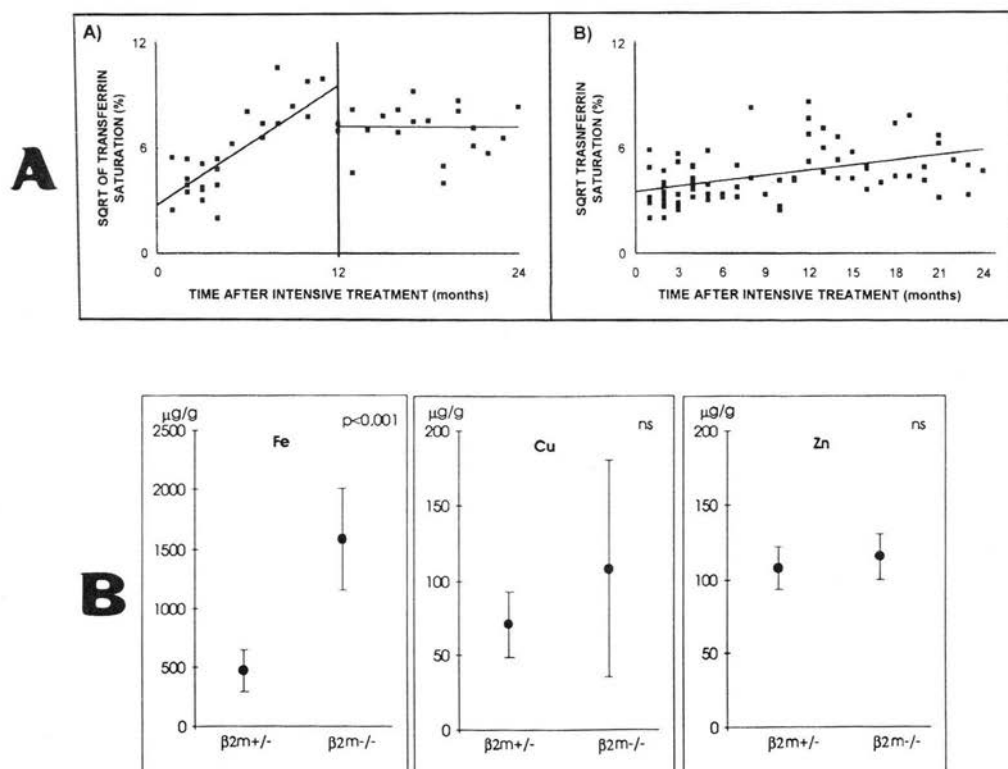 A
A)
SQRT OF TRANSFERRIN
SATURATION (%)
12
6
0
0
12
24
TIME AFTER INTENSIVE TREATMENT (months)
B)
SQRT TRASNFERRIN
SATURATION (%)
12
6
0
0 3 6 9 12 15 18 21 24
TIME AFTER INTENSIVE TREATMENT (months)
B
µg/g
p<0.001
Fe
2500
2000
1500
1000
500
0
β2m+/- β2m-/-
µg/g
ns
Cu
200
150
100
50
0
β2m+/- β2m-/-
µg/g
ns
Zn
200
150
100
50
0
β2m+/- β2m-/-